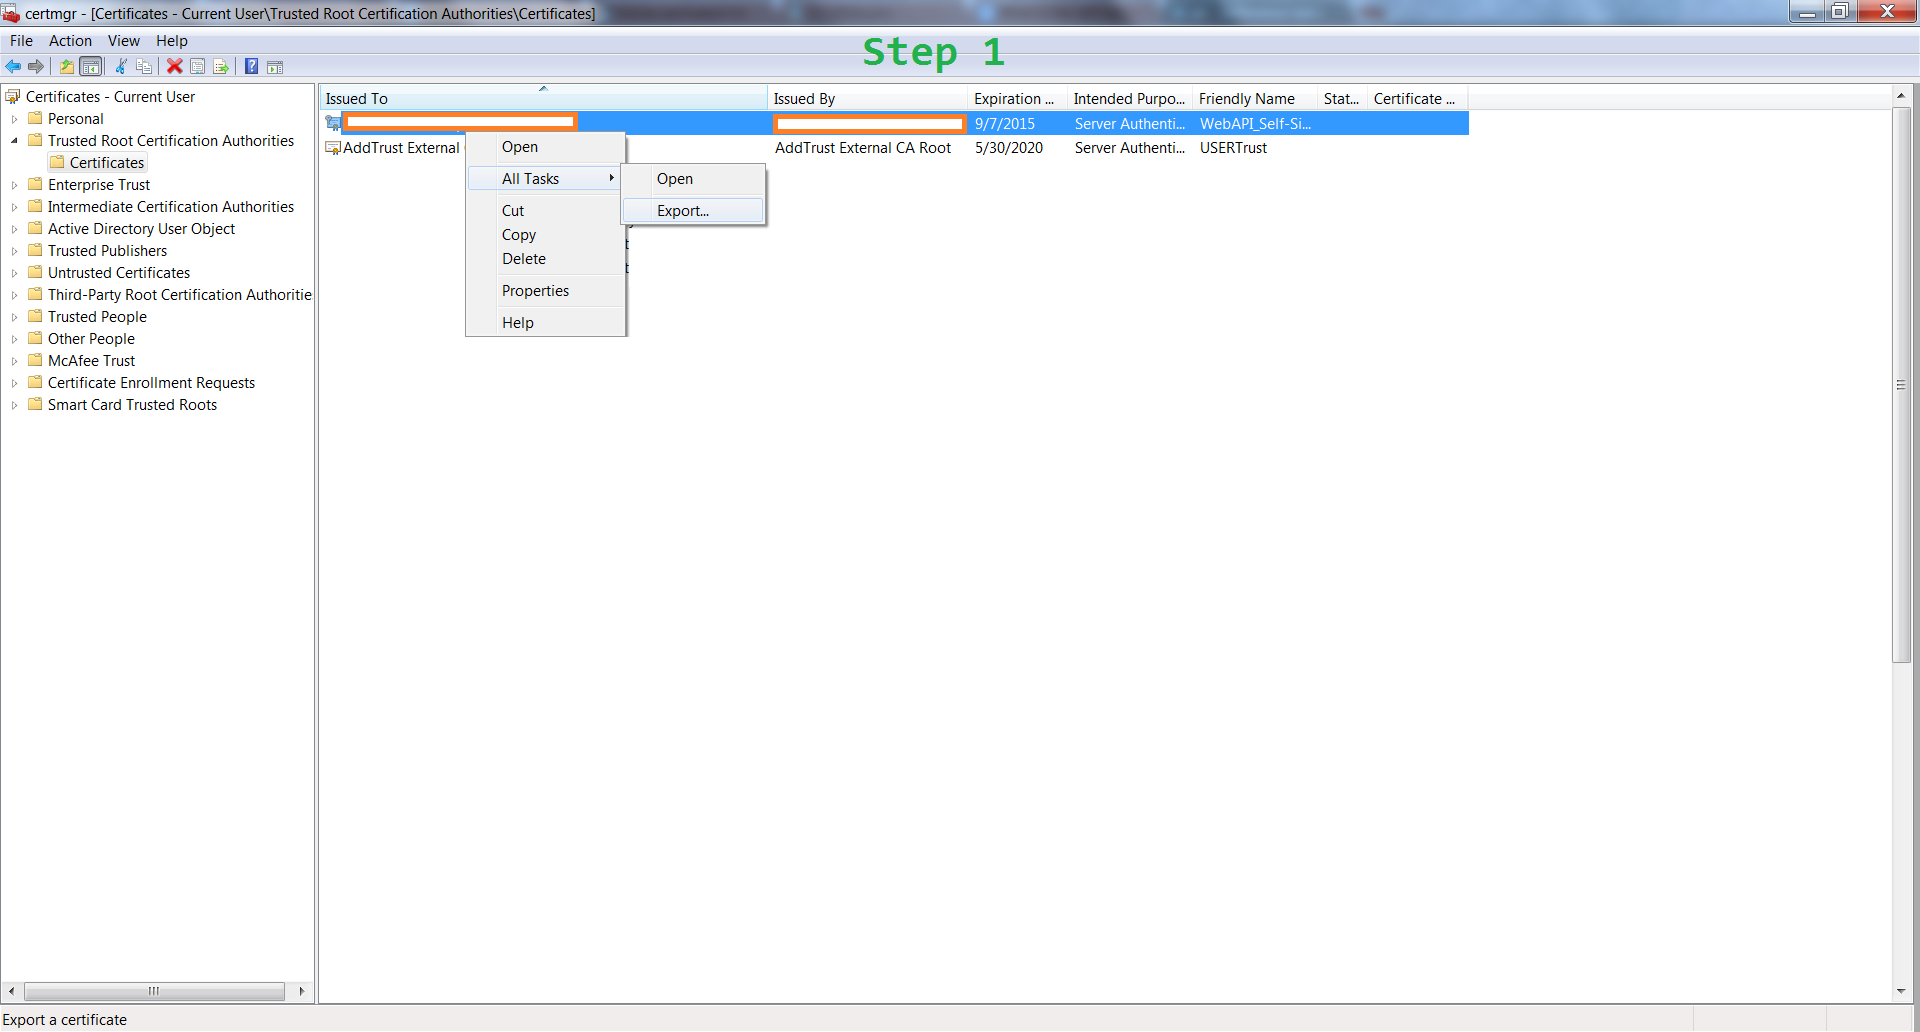 certmgr - [Certificates - Current User\Trusted Root Certification Authorities\Certificates]
File Action View Help
Step 1
Certificates - Current User
Personal
Trusted Root Certification Authorities
Certificates
Enterprise Trust
Intermediate Certification Authorities
Active Directory User Object
Trusted Publishers
Untrusted Certificates
Third-Party Root Certification Authoritie
Trusted People
Other People
McAfee Trust
Certificate Enrollment Requests
Smart Card Trusted Roots
Issued To Issued By Expiration ... Intended Purpo... Friendly Name Stat... Certificate ...
9/7/2015 Server Authenti... WebAPI_Self-Si...
AddTrust External AddTrust External CA Root 5/30/2020 Server Authenti... USERTrust
Open
All Tasks
Cut
Copy
Delete
Properties
Help
Open
Export...
Export a certificate